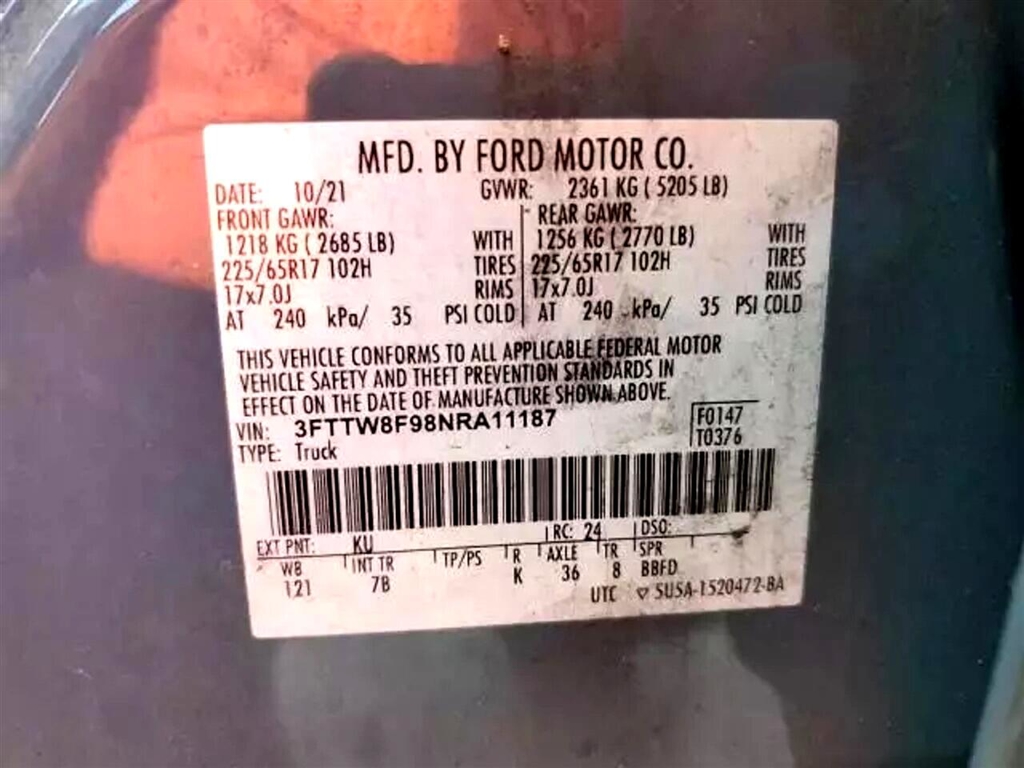 MFD. BY FORD MOTOR CO.
DATE: 10/21 GVWR: 2361 KG ( 5205 LB)
FRONT GAWR: REAR GAWR:
1218 KG ( 2685 LB) WITH 1256 KG ( 2770 LB) WITH
225/65R17 102H TIRES 225/65R17 102H TIRES
17x7.0J RIMS 17x7.0J RIMS
AT 240 kPa/ 35 PSI COLD AT 240 kPa/ 35 PSI COLD
THIS VEHICLE CONFORMS TO ALL APPLICABLE FEDERAL MOTOR
VEHICLE SAFETY AND THEFT PREVENTION STANDARDS IN
EFFECT ON THE DATE OF MANUFACTURE SHOWN ABOVE.
VIN: 3FTTW8F98NRA11187 F0147
TYPE: Truck T0376
EXT PNT: KU RC: 24 DSO:
WB INT TR TP/PS R AXLE TR SPR
121 7B K 36 8 BBFD
UTC ▽ 5U5A-1520472-BA